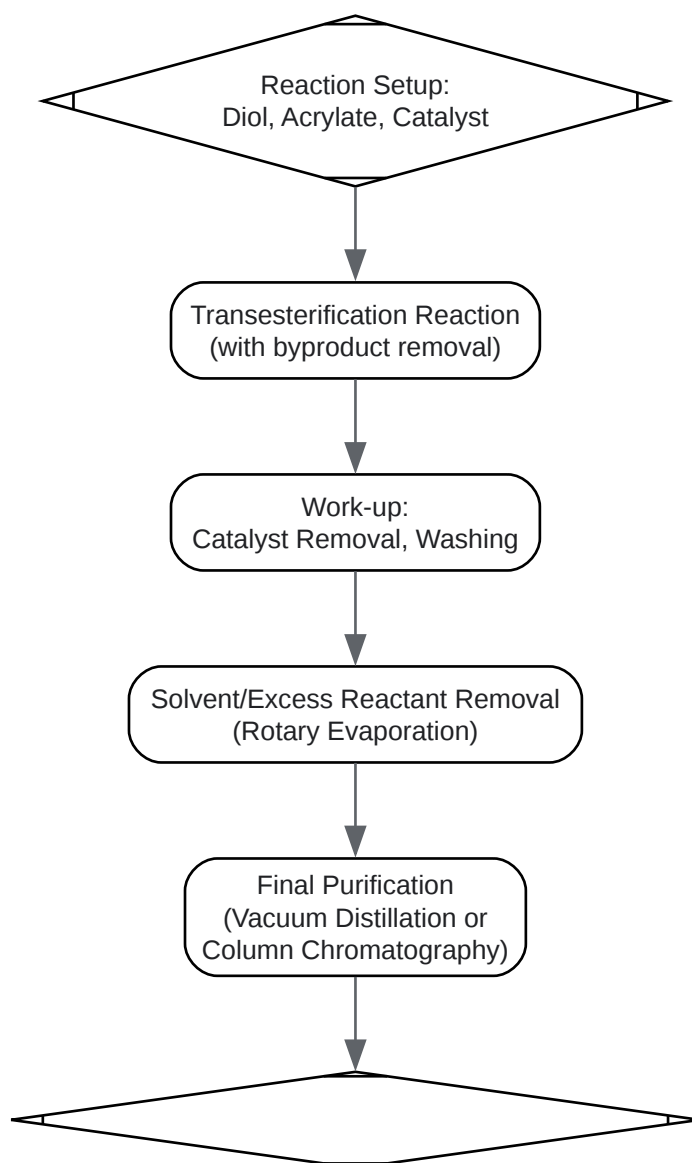 Reaction Setup:
Diol, Acrylate, Catalyst
Transesterification Reaction
(with byproduct removal)
Work-up:
Catalyst Removal, Washing
Solvent/Excess Reactant Removal
(Rotary Evaporation)
Final Purification
(Vacuum Distillation or
Column Chromatography)